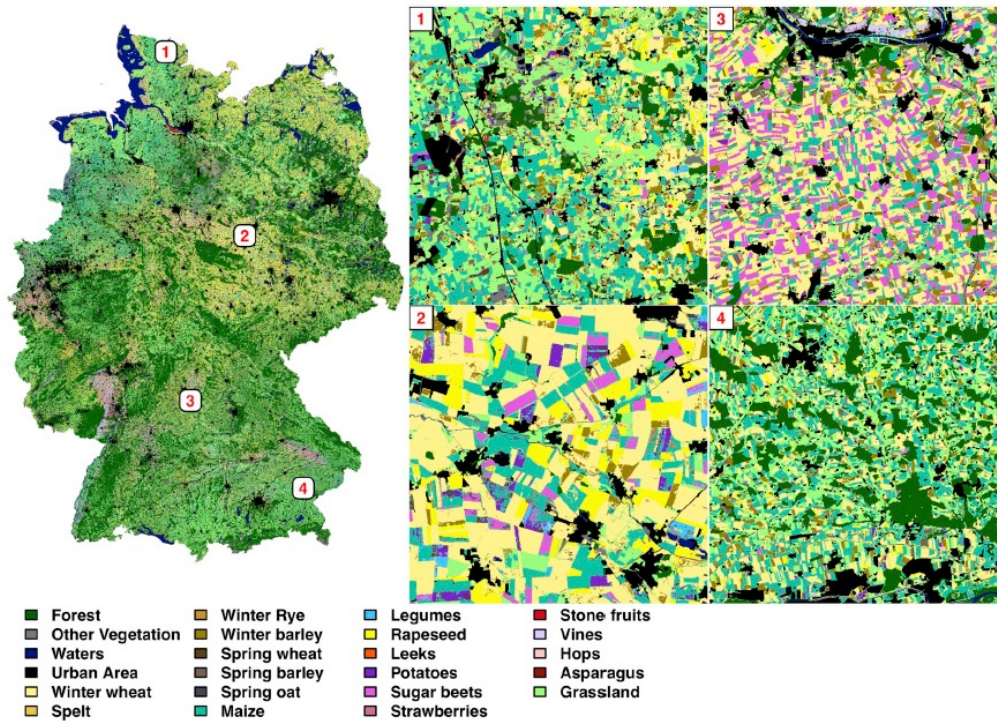 1
2
3
4
1
3
2
4
Forest
Other Vegetation
Waters
Urban Area
Winter wheat
Spelt
Winter Rye
Winter barley
Spring wheat
Spring barley
Spring oat
Maize
Legumes
Rapeseed
Leeks
Potatoes
Sugar beets
Strawberries
Stone fruits
Vines
Hops
Asparagus
Grassland